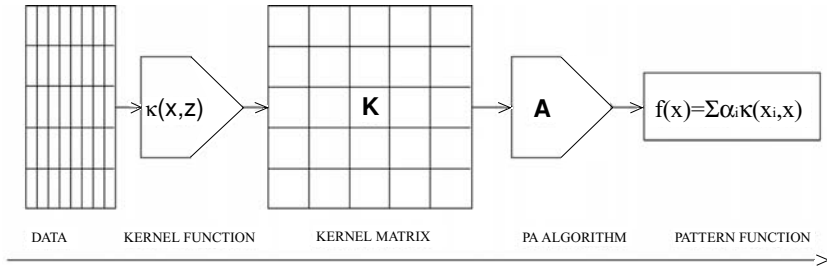 κ(x,z)
K
A
f(x)=Σαᵢκ(xᵢ,x)
DATA
KERNEL FUNCTION
KERNEL MATRIX
PA ALGORITHM
PATTERN FUNCTION